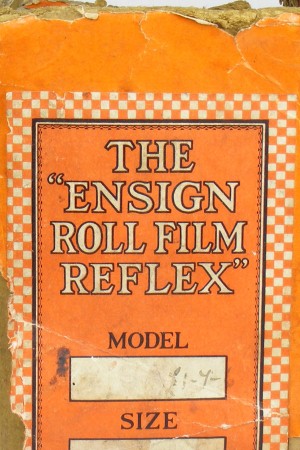 THE
"ENSIGN
ROLL FILM
REFLEX"
MODEL
SIZE